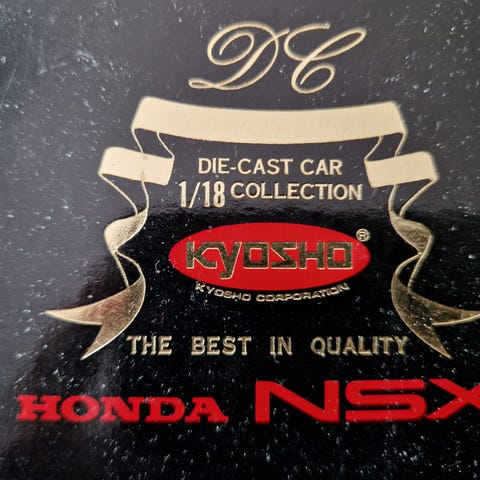 DC
DIE-CAST CAR
1/18 COLLECTION
KYOSHO®
KYOSHO CORPORATION
THE BEST IN QUALITY
HONDA NSX